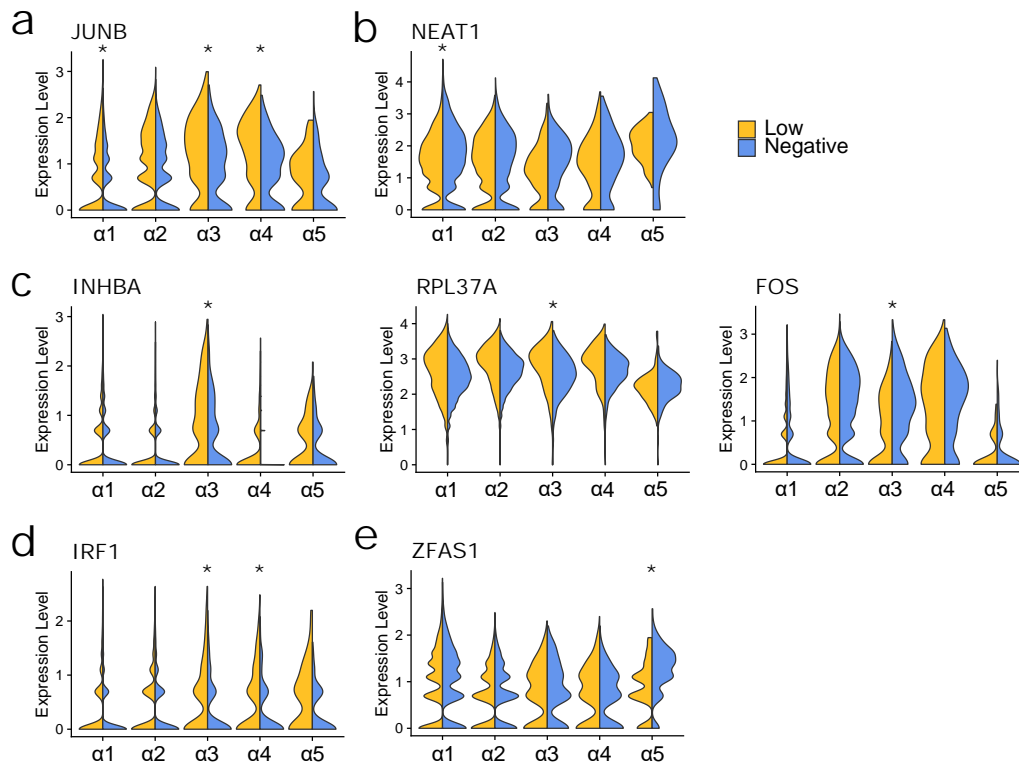 a
JUNB
*
*
*
Expression Level
3
2
1
0
α1
α2
α3
α4
α5
b
NEAT1
*
Expression Level
4
3
2
1
0
α1
α2
α3
α4
α5
Low
Negative
c
INHBA
*
Expression Level
3
2
1
0
α1
α2
α3
α4
α5
RPL37A
*
Expression Level
4
3
2
1
0
α1
α2
α3
α4
α5
FOS
*
Expression Level
3
2
1
0
α1
α2
α3
α4
α5
d
IRF1
*
*
Expression Level
2
1
0
α1
α2
α3
α4
α5
e
ZFAS1
*
Expression Level
3
2
1
0
α1
α2
α3
α4
α5